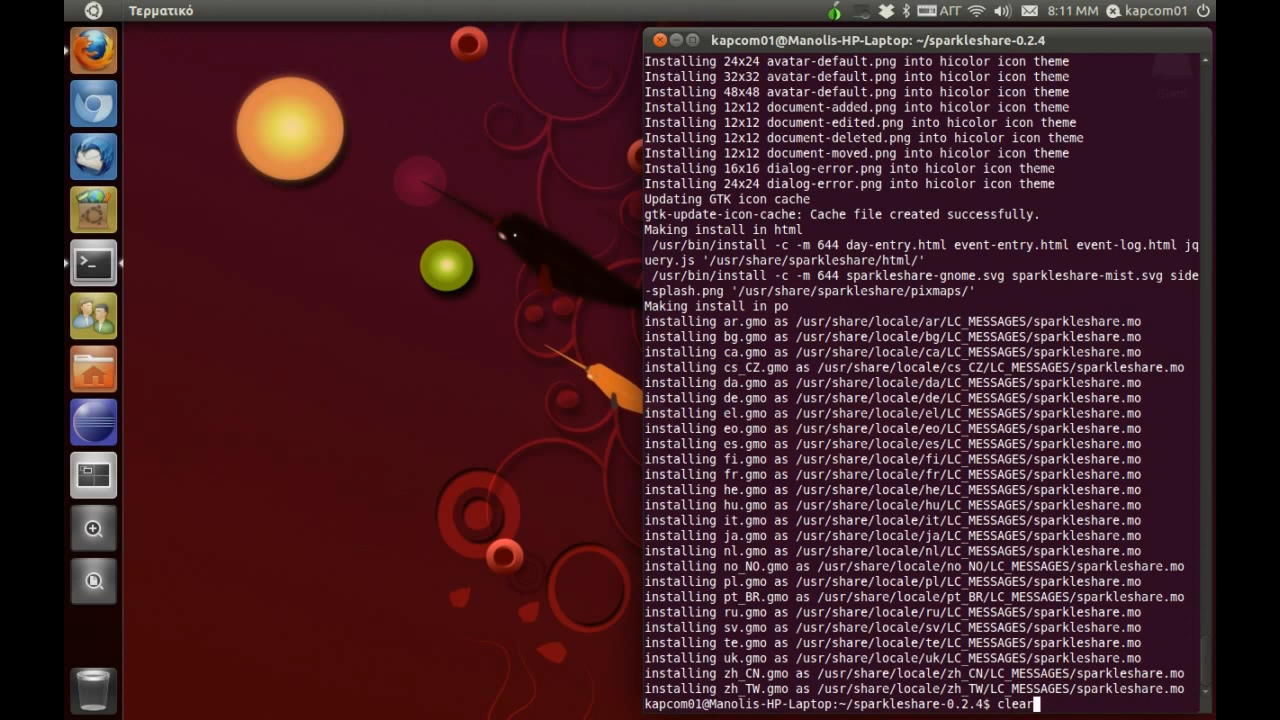 Τερματικό
ΑΓΓ
8:11 ΜΜ
kapcom01
kapcom01@Manolis-HP-Laptop: ~/sparkleshare-0.2.4
Installing 24x24 avatar-default.png into hicolor icon theme
Installing 32x32 avatar-default.png into hicolor icon theme
Installing 48x48 avatar-default.png into hicolor icon theme
Installing 12x12 document-added.png into hicolor icon theme
Installing 12x12 document-edited.png into hicolor icon theme
Installing 12x12 document-deleted.png into hicolor icon theme
Installing 12x12 document-moved.png into hicolor icon theme
Installing 16x16 dialog-error.png into hicolor icon theme
Installing 24x24 dialog-error.png into hicolor icon theme
Updating GTK icon cache
gtk-update-icon-cache: Cache file created successfully.
Making install in html
/usr/bin/install -c -m 644 day-entry.html event-entry.html event-log.html jq
uery.js '/usr/share/sparkleshare/html/'
/usr/bin/install -c -m 644 sparkleshare-gnome.svg sparkleshare-mist.svg side
-splash.png '/usr/share/sparkleshare/pixmaps/'
Making install in po
installing ar.gmo as /usr/share/locale/ar/LC_MESSAGES/sparkleshare.mo
installing bg.gmo as /usr/share/locale/bg/LC_MESSAGES/sparkleshare.mo
installing ca.gmo as /usr/share/locale/ca/LC_MESSAGES/sparkleshare.mo
installing cs_CZ.gmo as /usr/share/locale/cs_CZ/LC_MESSAGES/sparkleshare.mo
installing da.gmo as /usr/share/locale/da/LC_MESSAGES/sparkleshare.mo
installing de.gmo as /usr/share/locale/de/LC_MESSAGES/sparkleshare.mo
installing el.gmo as /usr/share/locale/el/LC_MESSAGES/sparkleshare.mo
installing eo.gmo as /usr/share/locale/eo/LC_MESSAGES/sparkleshare.mo
installing es.gmo as /usr/share/locale/es/LC_MESSAGES/sparkleshare.mo
installing fi.gmo as /usr/share/locale/fi/LC_MESSAGES/sparkleshare.mo
installing fr.gmo as /usr/share/locale/fr/LC_MESSAGES/sparkleshare.mo
installing he.gmo as /usr/share/locale/he/LC_MESSAGES/sparkleshare.mo
installing hu.gmo as /usr/share/locale/hu/LC_MESSAGES/sparkleshare.mo
installing it.gmo as /usr/share/locale/it/LC_MESSAGES/sparkleshare.mo
installing ja.gmo as /usr/share/locale/ja/LC_MESSAGES/sparkleshare.mo
installing nl.gmo as /usr/share/locale/nl/LC_MESSAGES/sparkleshare.mo
installing no_NO.gmo as /usr/share/locale/no_NO/LC_MESSAGES/sparkleshare.mo
installing pl.gmo as /usr/share/locale/pl/LC_MESSAGES/sparkleshare.mo
installing pt_BR.gmo as /usr/share/locale/pt_BR/LC_MESSAGES/sparkleshare.mo
installing ru.gmo as /usr/share/locale/ru/LC_MESSAGES/sparkleshare.mo
installing sv.gmo as /usr/share/locale/sv/LC_MESSAGES/sparkleshare.mo
installing te.gmo as /usr/share/locale/te/LC_MESSAGES/sparkleshare.mo
installing uk.gmo as /usr/share/locale/uk/LC_MESSAGES/sparkleshare.mo
installing zh_CN.gmo as /usr/share/locale/zh_CN/LC_MESSAGES/sparkleshare.mo
installing zh_TW.gmo as /usr/share/locale/zh_TW/LC_MESSAGES/sparkleshare.mo
kapcom01@Manolis-HP-Laptop:~/sparkleshare-0.2.4$ clear